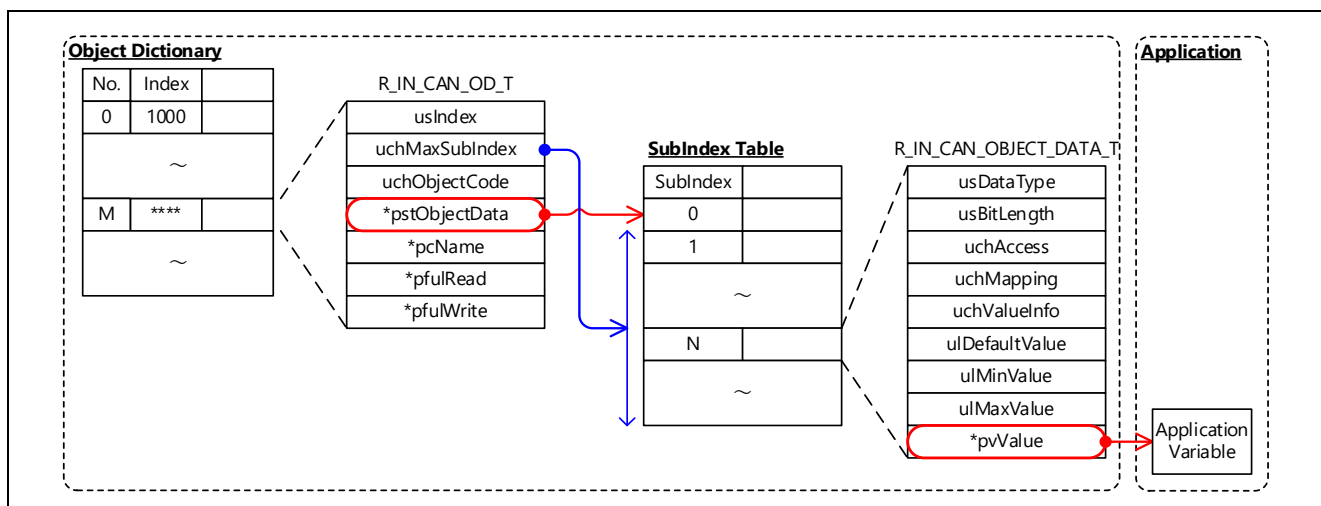 Object Dictionary
No. Index
0 1000
～
M ****
～
R_IN_CAN_OD_T
usIndex
uchMaxSubIndex
uchObjectCode
*pstObjectData
*pcName
*pfulRead
*pfulWrite
SubIndex Table
SubIndex
0
1
～
N
～
R_IN_CAN_OBJECT_DATA_T
usDataType
usBitLength
uchAccess
uchMapping
uchValueInfo
ulDefaultValue
ulMinValue
ulMaxValue
*pvValue
Application
Application
Variable